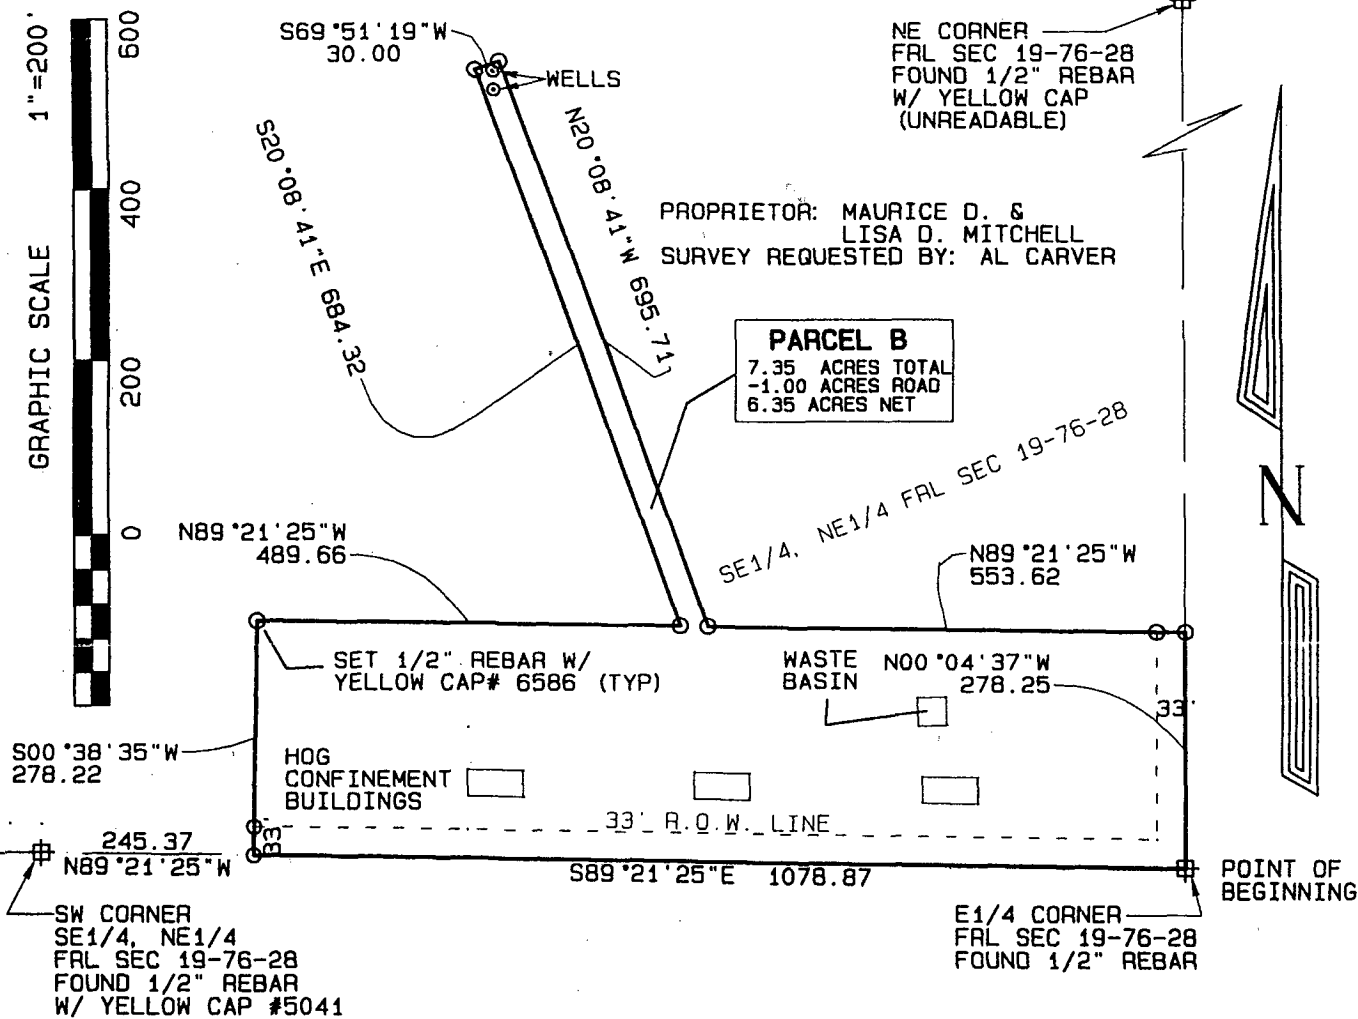 1"=200'
GRAPHIC SCALE
600
400
200
0
S69°51'19"W
30.00
WELLS
NE CORNER
FRL SEC 19-76-28
FOUND 1/2" REBAR
W/ YELLOW CAP
(UNREADABLE)
S20°08'41"E 684.32
N20°08'41"W 695.71
PROPRIETOR: MAURICE D. &
LISA D. MITCHELL
SURVEY REQUESTED BY: AL CARVER
PARCEL B
7.35 ACRES TOTAL
-1.00 ACRES ROAD
6.35 ACRES NET
SE1/4, NE1/4 FRL SEC 19-76-28
N
N89°21'25"W
489.66
N89°21'25"W
553.62
SET 1/2" REBAR W/
YELLOW CAP# 6586 (TYP)
WASTE
BASIN
N00°04'37"W
278.25
33'
S00°38'35"W
278.22
HOG
CONFINEMENT
BUILDINGS
33' R.O.W. LINE
33'
245.37
N89°21'25"W
S89°21'25"E 1078.87
POINT OF
BEGINNING
SW CORNER
SE1/4, NE1/4
FRL SEC 19-76-28
FOUND 1/2" REBAR
W/ YELLOW CAP #5041
E1/4 CORNER
FRL SEC 19-76-28
FOUND 1/2" REBAR